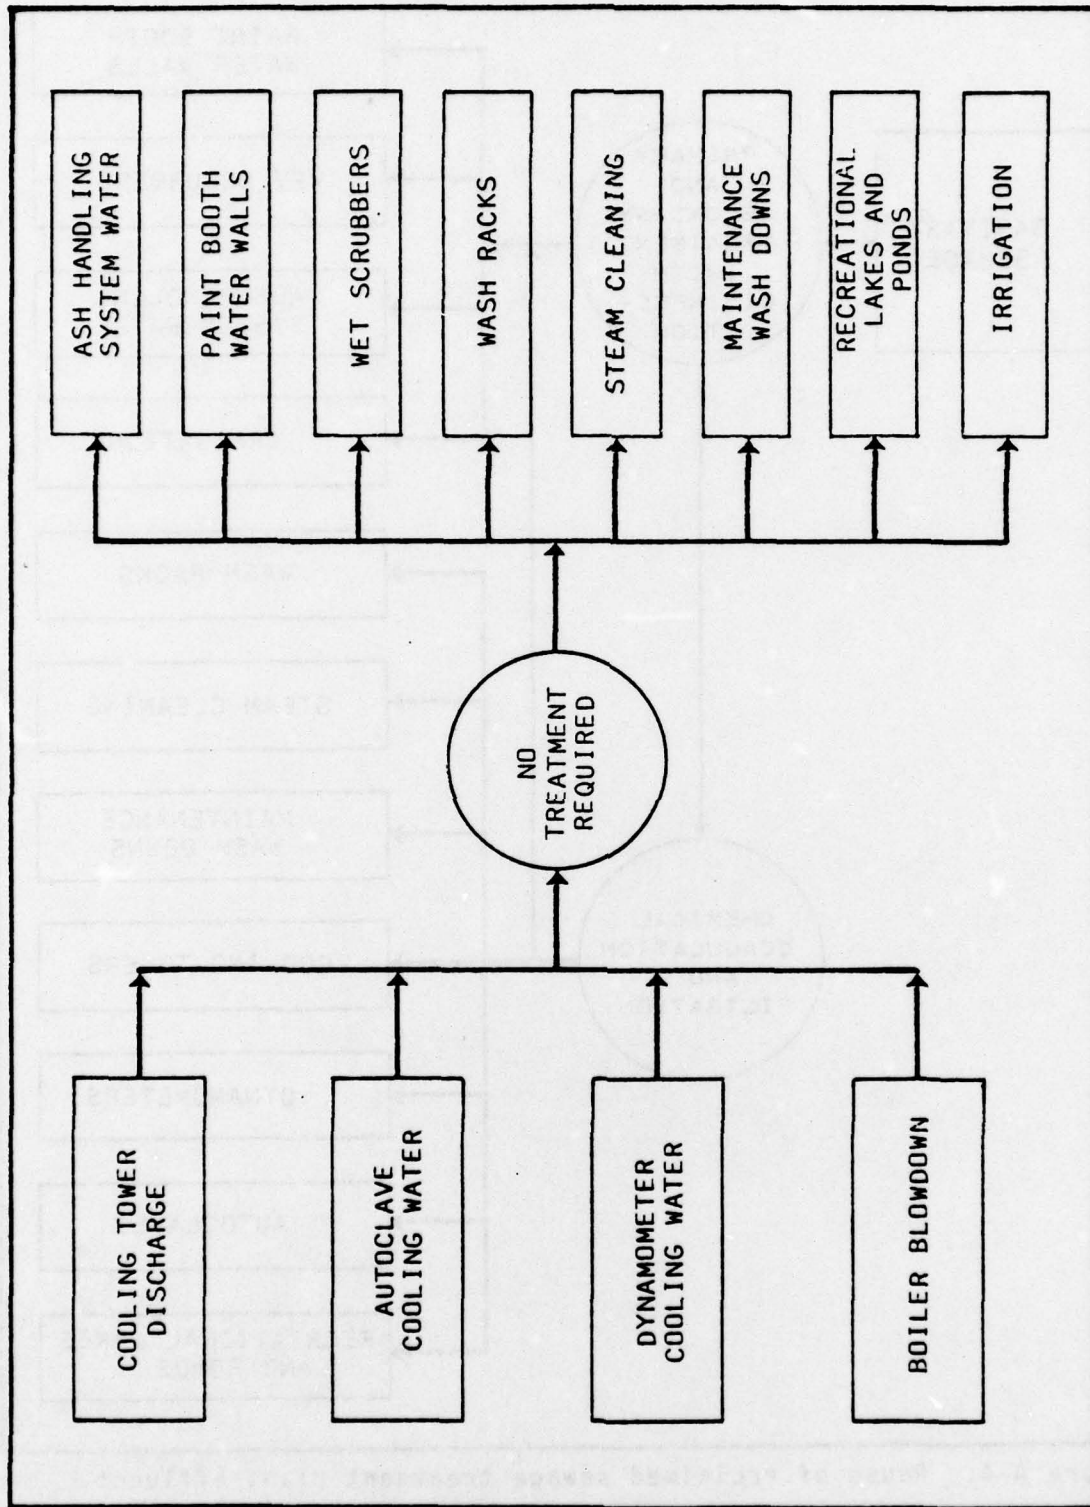 COOLING TOWER
DISCHARGE
AUTOCLAVE
COOLING WATER
DYNAMOMETER
COOLING WATER
BOILER BLOWDOWN
NO
TREATMENT
REQUIRED
ASH HANDLING
SYSTEM WATER
PAINT BOOTH
WATER WALLS
WET SCRUBBERS
WASH RACKS
STEAM CLEANING
MAINTENANCE
WASH DOWNS
RECREATIONAL
LAKES AND
PONDS
IRRIGATION